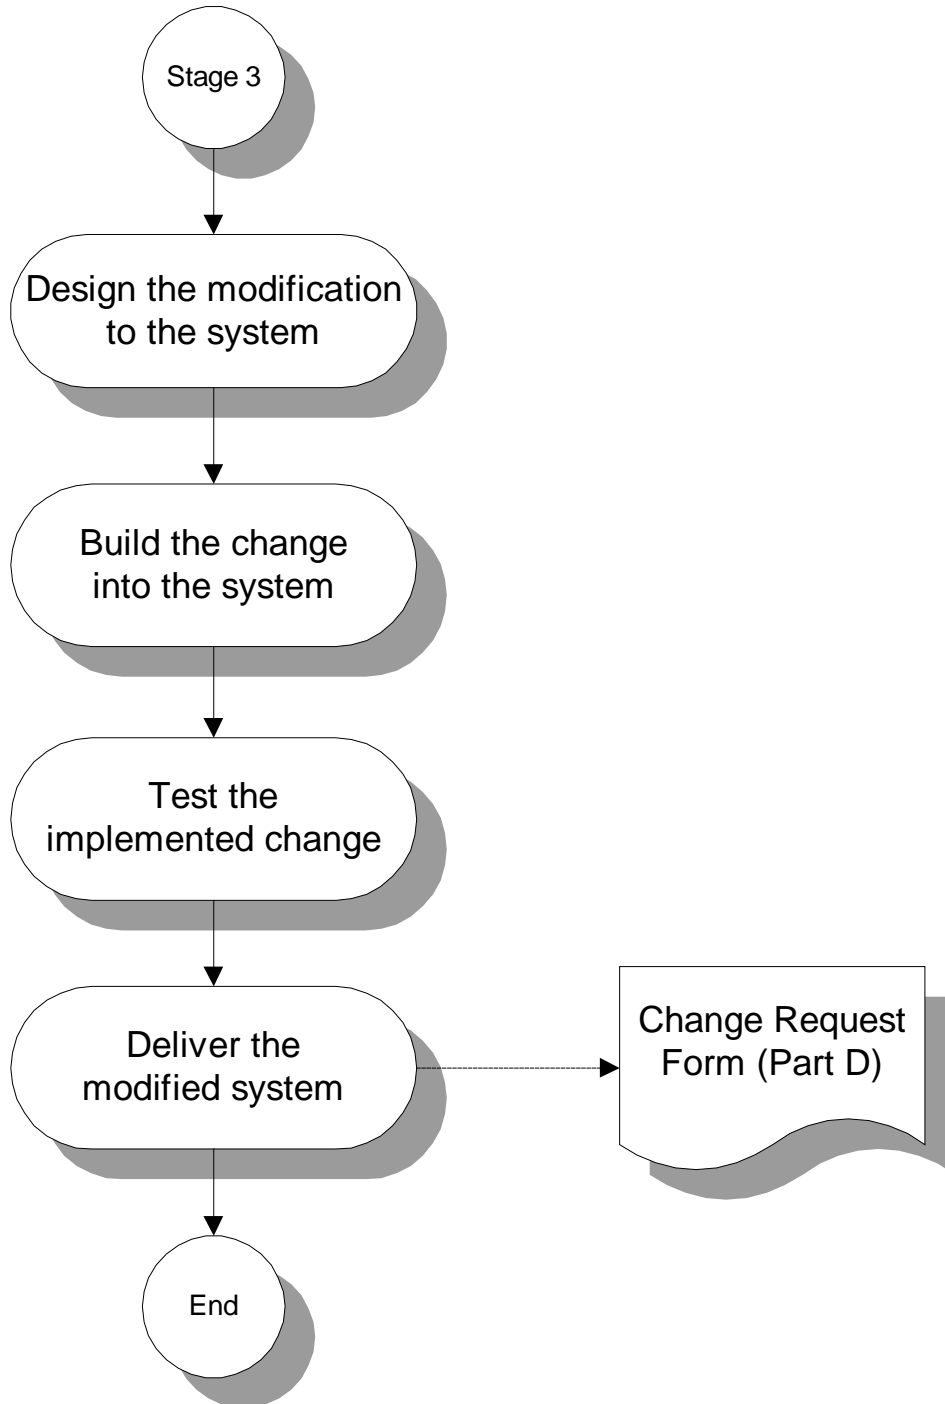 Stage 3
Design the modification
to the system
Build the change
into the system
Test the
implemented change
Deliver the
modified system
Change Request
Form (Part D)
End